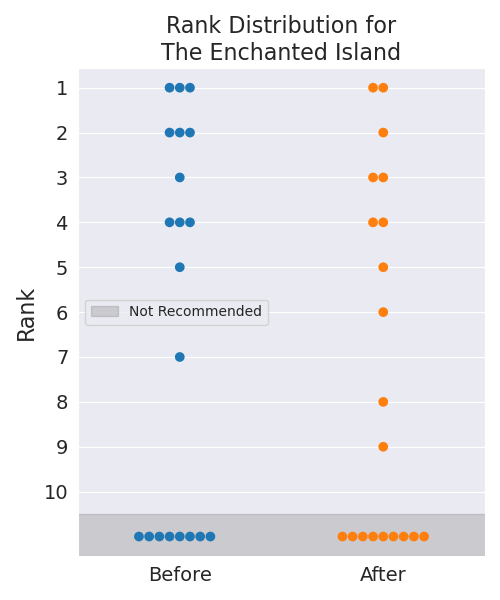 Rank Distribution for
The Enchanted Island
Rank
1
2
3
4
5
6
7
8
9
10
Not Recommended
Before
After